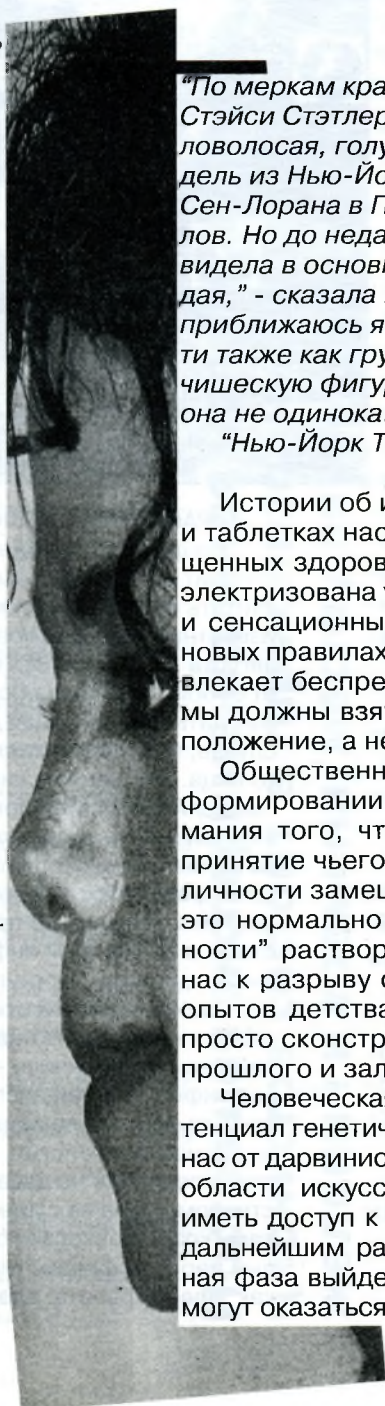 "По меркам кра
Стэйси Стэтлер
ловолосая, голу
дель из Нью-Йо
Сен-Лорана в П
лов. Но до неда
видела в основ
дая," - сказала
приближаюсь я
ти также как гру
чишескую фигу
она не одинока.
"Нью-Йорк Т
Истории об и
и таблетках нас
щенных здоров
электризована
и сенсационны
новых правилах
влекает беспре
мы должны взя
положение, а не
Общественн
формировании
мания того, чт
принятие чьего
личности замещ
это нормально
ности" раствор
нас к разрыву с
опытов детства
просто сконстр
прошлого и зал
Человеческая
тенциал генетич
нас от дарвинис
области искусс
иметь доступ к
дальнейшим ра
ная фаза выйде
могут оказаться